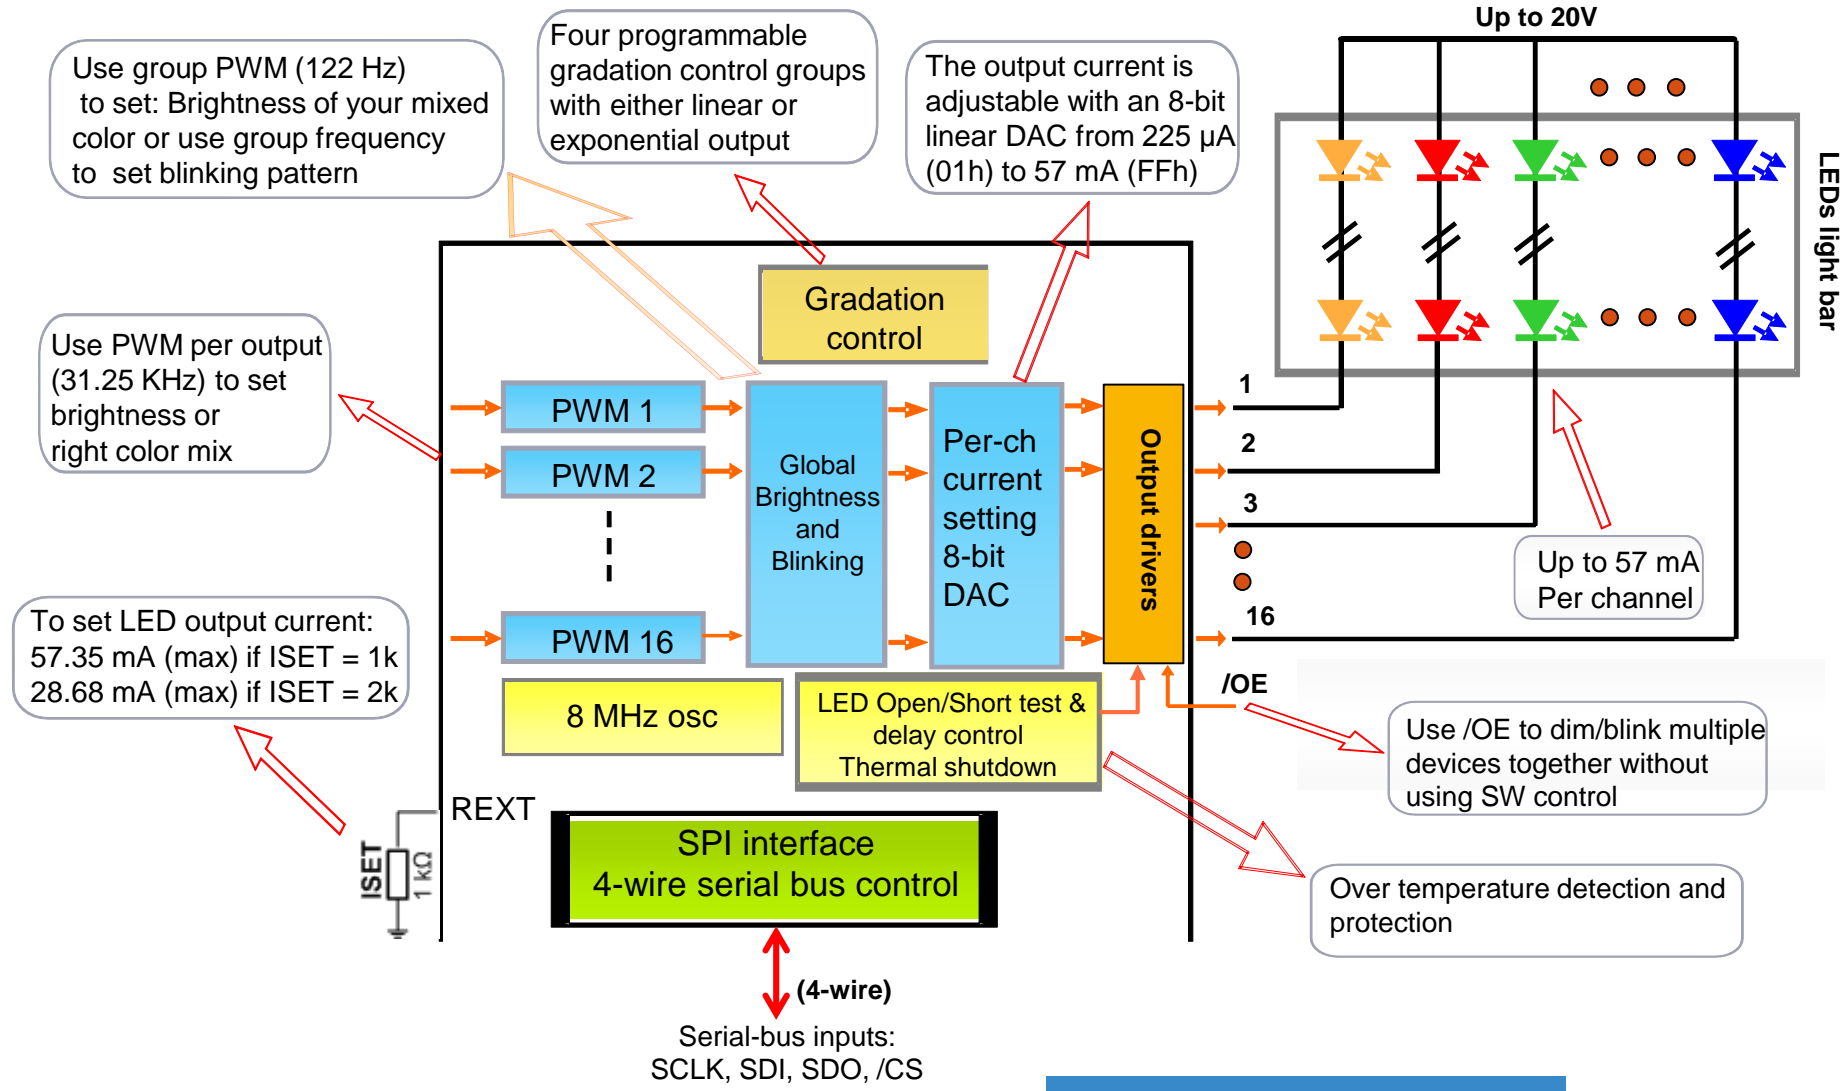 Up to 20V
Use group PWM (122 Hz)
to set: Brightness of your mixed
color or use group frequency
to set blinking pattern
Four programmable
gradation control groups
with either linear or
exponential output
The output current is
adjustable with an 8-bit
linear DAC from 225 µA
(01h) to 57 mA (FFh)
LEDs light bar
Gradation
control
Use PWM per output
(31.25 KHz) to set
brightness or
right color mix
PWM 1
PWM 2
PWM 16
Global
Brightness
and
Blinking
Per-ch
current
setting
8-bit
DAC
Output drivers
1
2
3
16
Up to 57 mA
Per channel
To set LED output current:
57.35 mA (max) if ISET = 1k
28.68 mA (max) if ISET = 2k
8 MHz osc
LED Open/Short test &
delay control
Thermal shutdown
/OE
Use /OE to dim/blink multiple
devices together without
using SW control
REXT
ISET
1 kΩ
SPI interface
4-wire serial bus control
Over temperature detection and
protection
(4-wire)
Serial-bus inputs:
SCLK, SDI, SDO, /CS